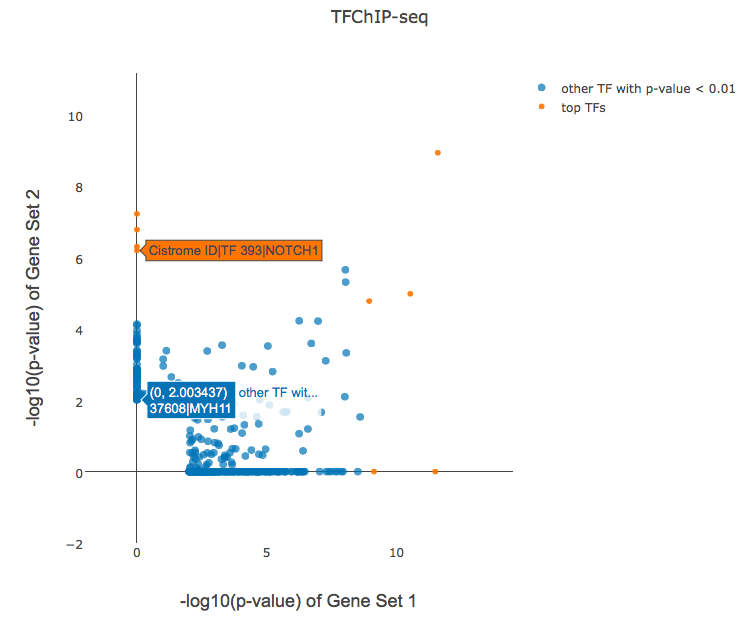 TFChIP-seq
other TF with p-value < 0.01
top TFs
10
8
6
4
2
0
−2
-log10(p-value) of Gene Set 2
Cistrome ID|TF 393|NOTCH1
(0, 2.003437)
37608|MYH11
other TF wit...
0
5
10
-log10(p-value) of Gene Set 1